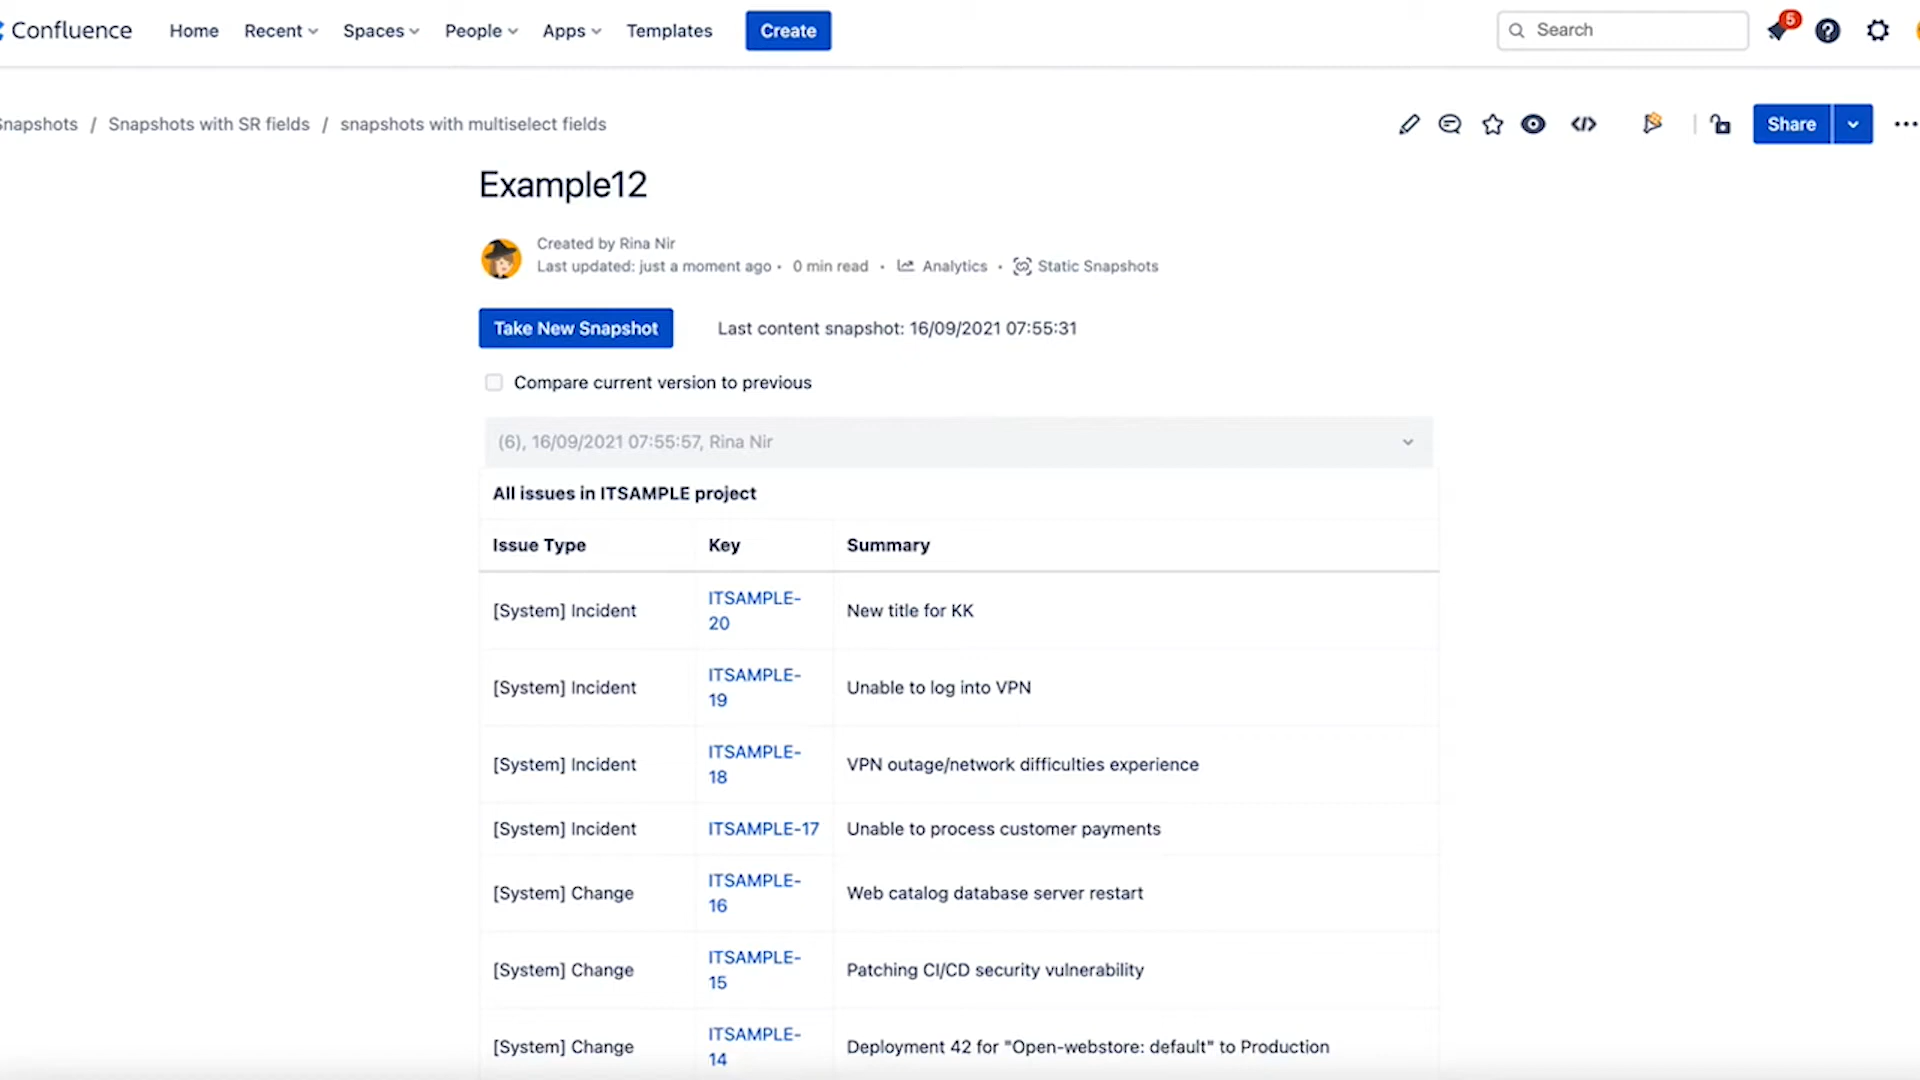 Confluence Home Recent Spaces People Apps Templates Create Search 5
Snapshots / Snapshots with SR fields / snapshots with multiselect fields Share
Example12
Created by Rina Nir
Last updated: just a moment ago • 0 min read • Analytics • Static Snapshots
Take New Snapshot Last content snapshot: 16/09/2021 07:55:31
Compare current version to previous
(6), 16/09/2021 07:55:57, Rina Nir
All issues in ITSAMPLE project
Issue Type Key Summary
[System] Incident ITSAMPLE-20 New title for KK
[System] Incident ITSAMPLE-19 Unable to log into VPN
[System] Incident ITSAMPLE-18 VPN outage/network difficulties experience
[System] Incident ITSAMPLE-17 Unable to process customer payments
[System] Change ITSAMPLE-16 Web catalog database server restart
[System] Change ITSAMPLE-15 Patching CI/CD security vulnerability
[System] Change ITSAMPLE-14 Deployment 42 for "Open-webstore: default" to Production